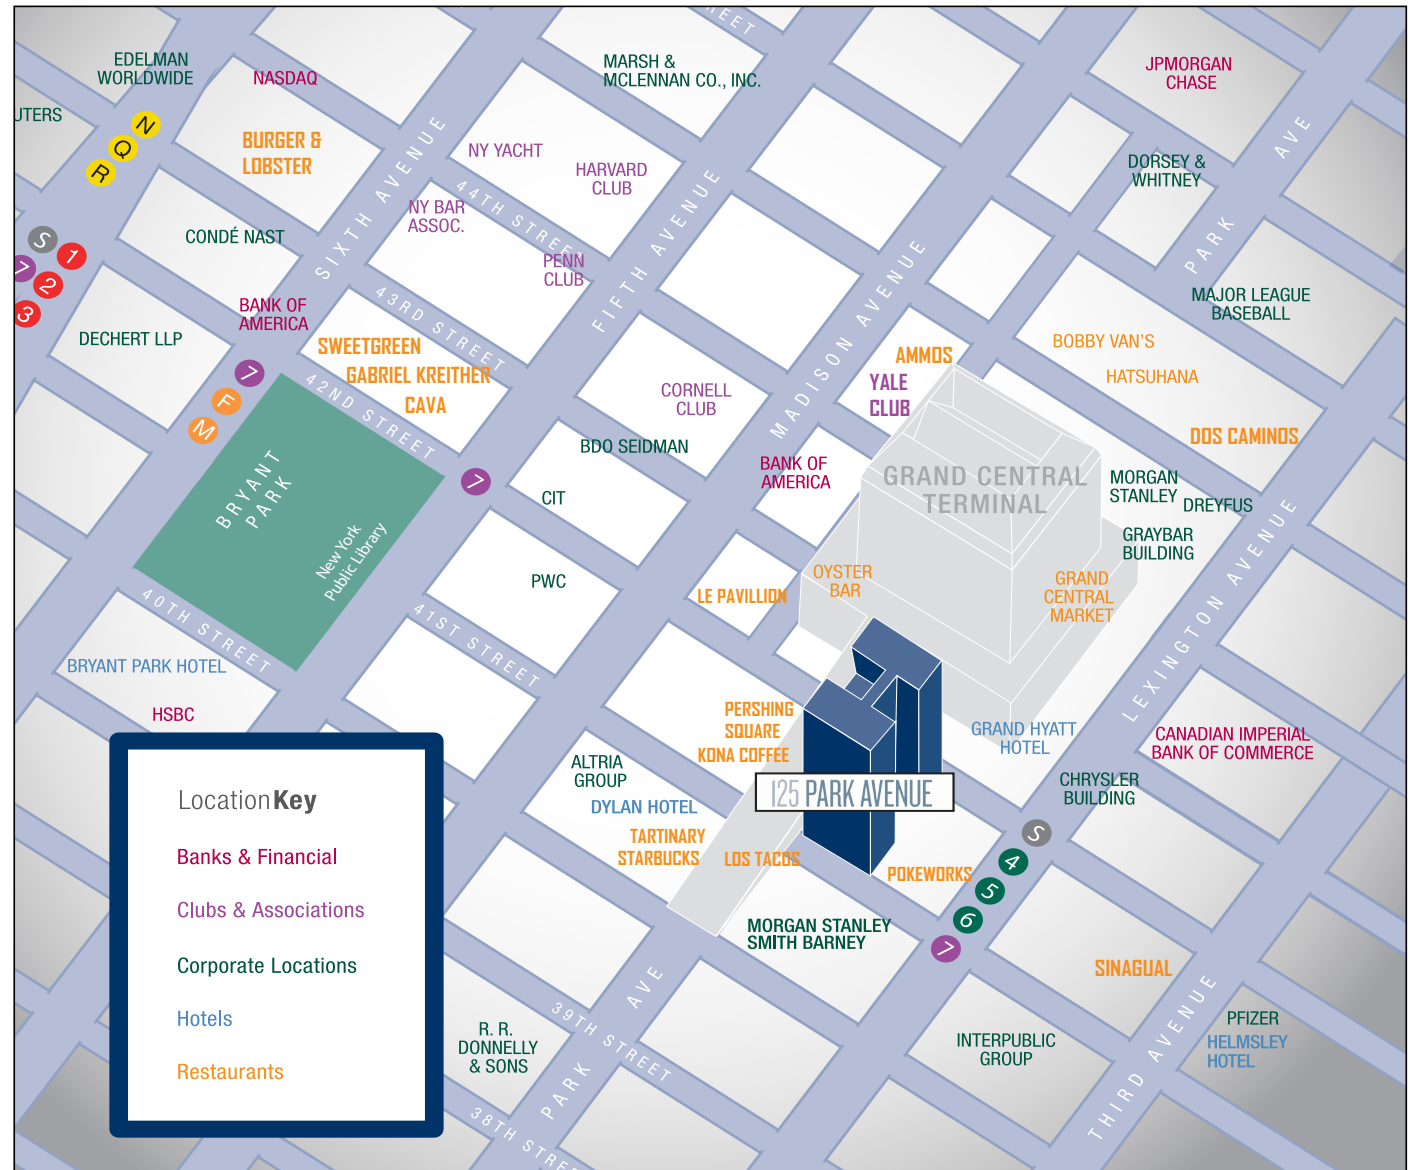 STREET
EDELMAN
WORLDWIDE
NASDAQ
MARSH &
MCLENNAN CO., INC.
JPMORGAN
CHASE
UTERS
N
Q
R
BURGER &
LOBSTER
SIXTH AVENUE
NY YACHT
HARVARD
CLUB
44TH STREET
NY BAR
ASSOC.
PENN
CLUB
FIFTH AVENUE
DORSEY &
WHITNEY
PARK AVE
CONDÉ NAST
S
1
7
2
3
MAJOR LEAGUE
BASEBALL
BANK OF
AMERICA
DECHERT LLP
43RD STREET
MADISON AVENUE
SWEETGREEN
GABRIEL KREITHER
CAVA
42ND STREET
7
F
M
AMMOS
YALE
CLUB
BOBBY VAN'S
HATSUHANA
DOS CAMINOS
CORNELL
CLUB
BDO SEIDMAN
BANK OF
AMERICA
GRAND CENTRAL
TERMINAL
MORGAN
STANLEY
DREYFUS
GRAYBAR
BUILDING
BRYANT
PARK
New York
Public Library
7
CIT
PWC
OYSTER
BAR
GRAND
CENTRAL
MARKET
LE PAVILLION
LEXINGTON AVENUE
40TH STREET
41ST STREET
BRYANT PARK HOTEL
HSBC
PERSHING
SQUARE
KONA COFFEE
GRAND HYATT
HOTEL
CANADIAN IMPERIAL
BANK OF COMMERCE
ALTRIA
GROUP
DYLAN HOTEL
TARTINARY
STARBUCKS
LOS TACOS
125 PARK AVENUE
CHRYSLER
BUILDING
POKEWORKS
S
4
5
6
7
MORGAN STANLEY
SMITH BARNEY
SINAGUAL
Location Key
Banks & Financial
Clubs & Associations
Corporate Locations
Hotels
Restaurants
R. R.
DONNELLY
& SONS
39TH STREET
38TH STREE
PARK AVE
INTERPUBLIC
GROUP
THIRD AVENUE
PFIZER
HELMSLEY
HOTEL